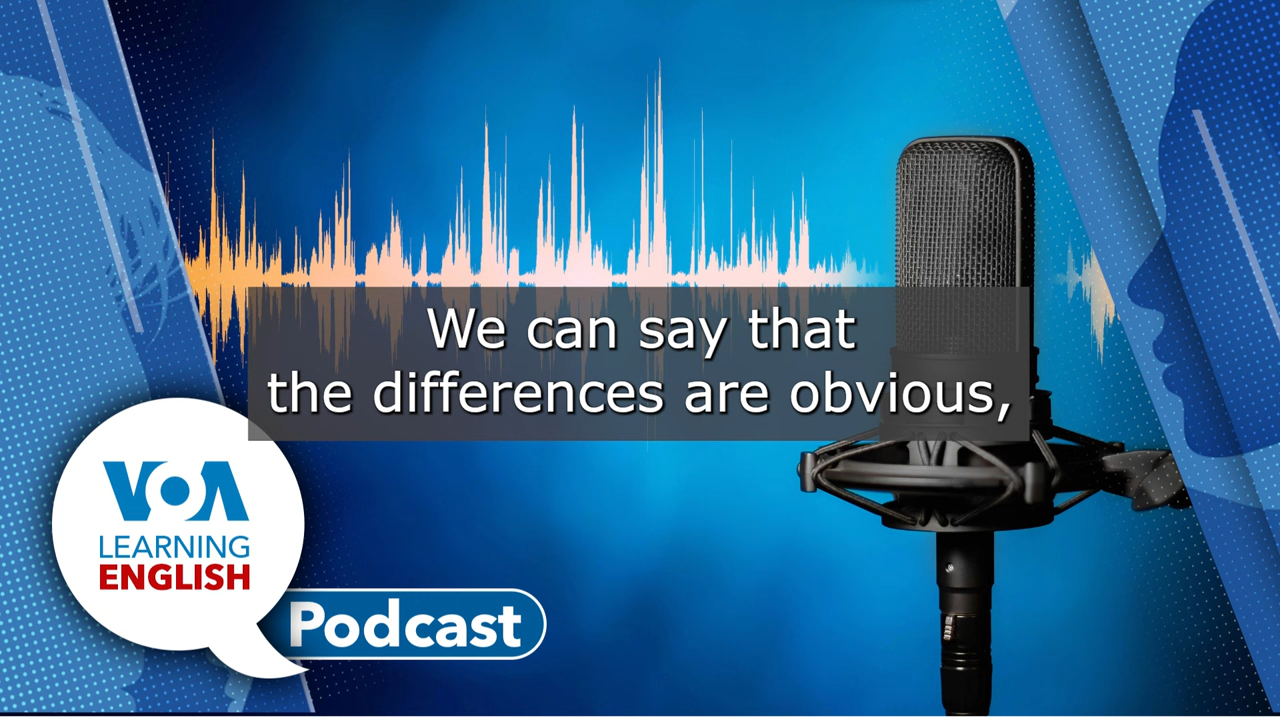 We can say that
the differences are obvious,
VOA
LEARNING
ENGLISH
Podcast